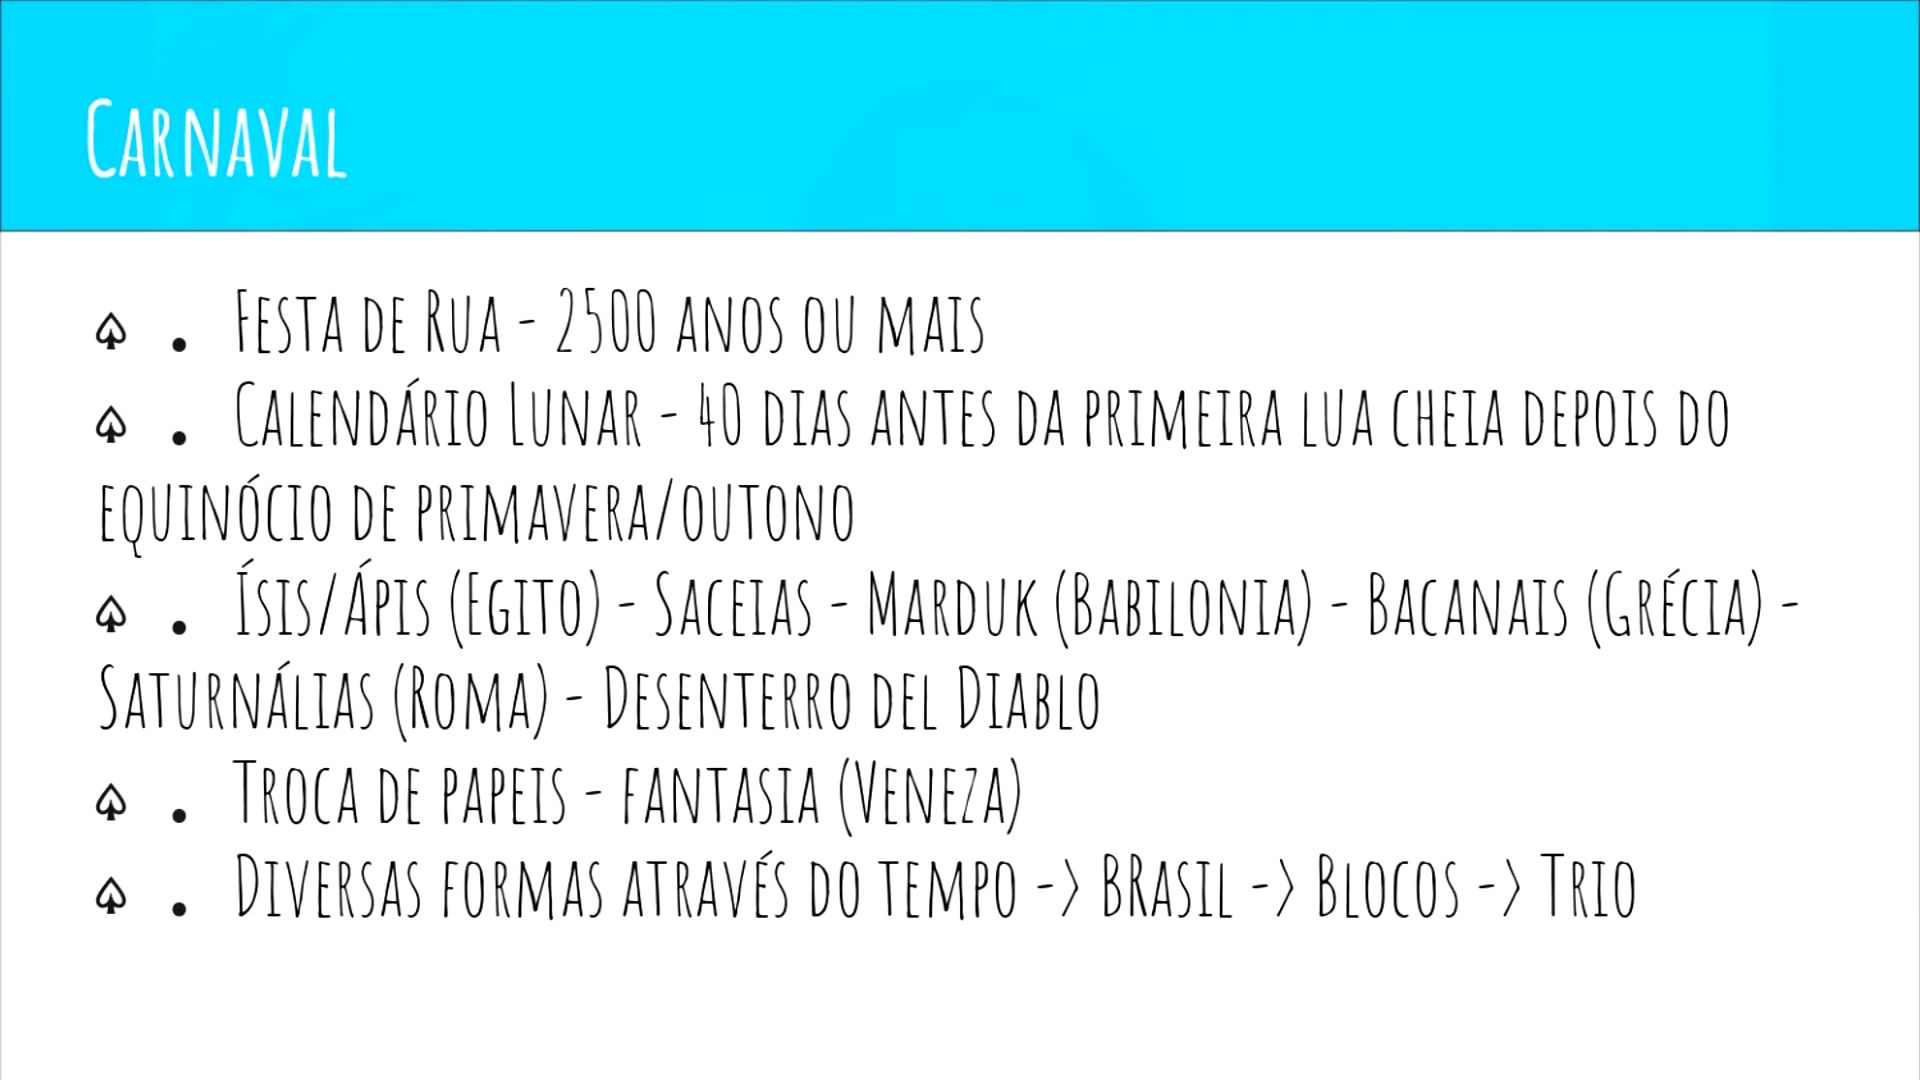 Carnaval
♤ • Festa de Rua - 2500 anos ou mais
♤ • Calendário Lunar - 40 dias antes da primeira lua cheia depois do
equinócio de primavera/outono
♤ • Ísis/Ápis (Egito) - Saceias - Marduk (Babilonia) - Bacanais (Grécia) -
Saturnálias (Roma) - Desenterro del Diablo
♤ • Troca de papeis - fantasia (Veneza)
♤ • Diversas formas através do tempo -> BRasil -> Blocos -> Trio